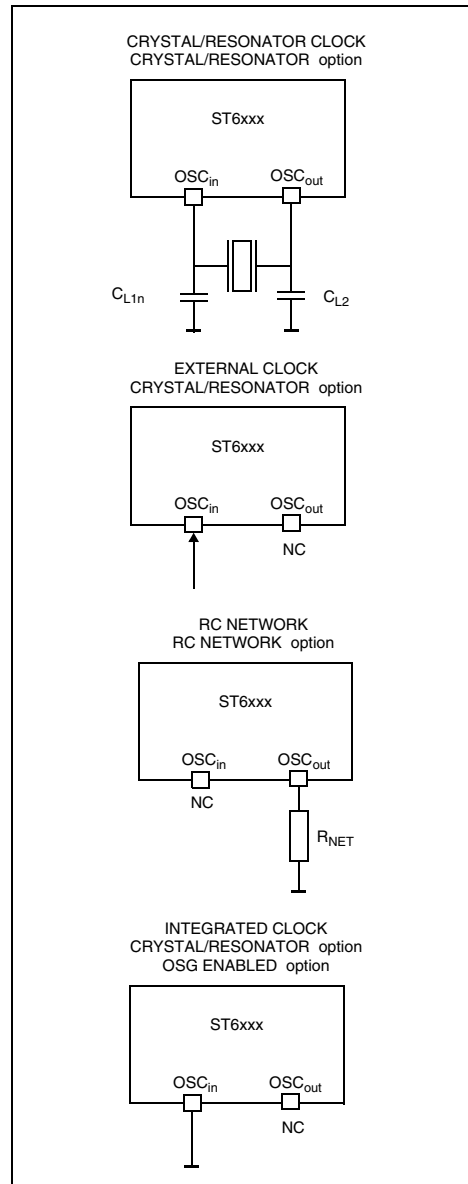 CRYSTAL/RESONATOR CLOCK
CRYSTAL/RESONATOR option
ST6xxx
OSCin OSCout
CL1n CL2
EXTERNAL CLOCK
CRYSTAL/RESONATOR option
ST6xxx
OSCin OSCout
NC
RC NETWORK
RC NETWORK option
ST6xxx
OSCin OSCout
NC
RNET
INTEGRATED CLOCK
CRYSTAL/RESONATOR option
OSG ENABLED option
ST6xxx
OSCin OSCout
NC